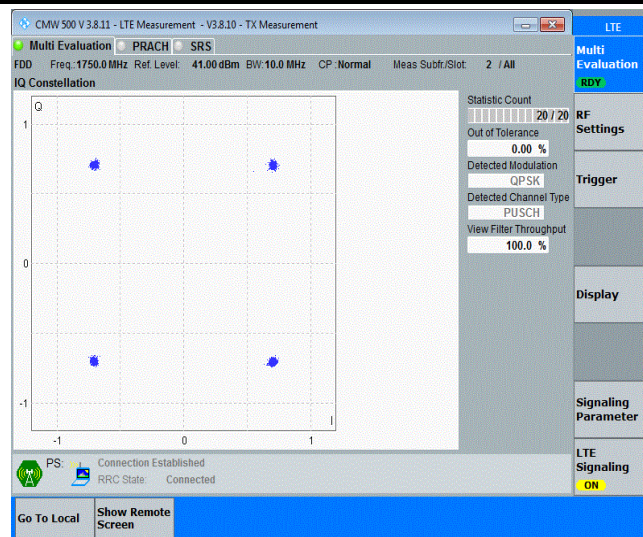 CMW 500 V 3.8.11 - LTE Measurement - V3.8.10 - TX Measurement
LTE
Multi Evaluation PRACH SRS
Multi
Evaluation
RDY
FDD Freq.:1750.0 MHz Ref. Level: 41.00 dBm BW:10.0 MHz CP :Normal Meas Subfr./Slot: 2 / All
IQ Constellation
Q
I
1
0
-1
-1
0
1
Statistic Count
20 / 20
Out of Tolerance
0.00 %
Detected Modulation
QPSK
Detected Channel Type
PUSCH
View Filter Throughput
100.0 %
RF
Settings
Trigger
Display
Signaling
Parameter
LTE
Signaling
ON
PS: Connection Established
RRC State: Connected
Go To Local
Show Remote
Screen